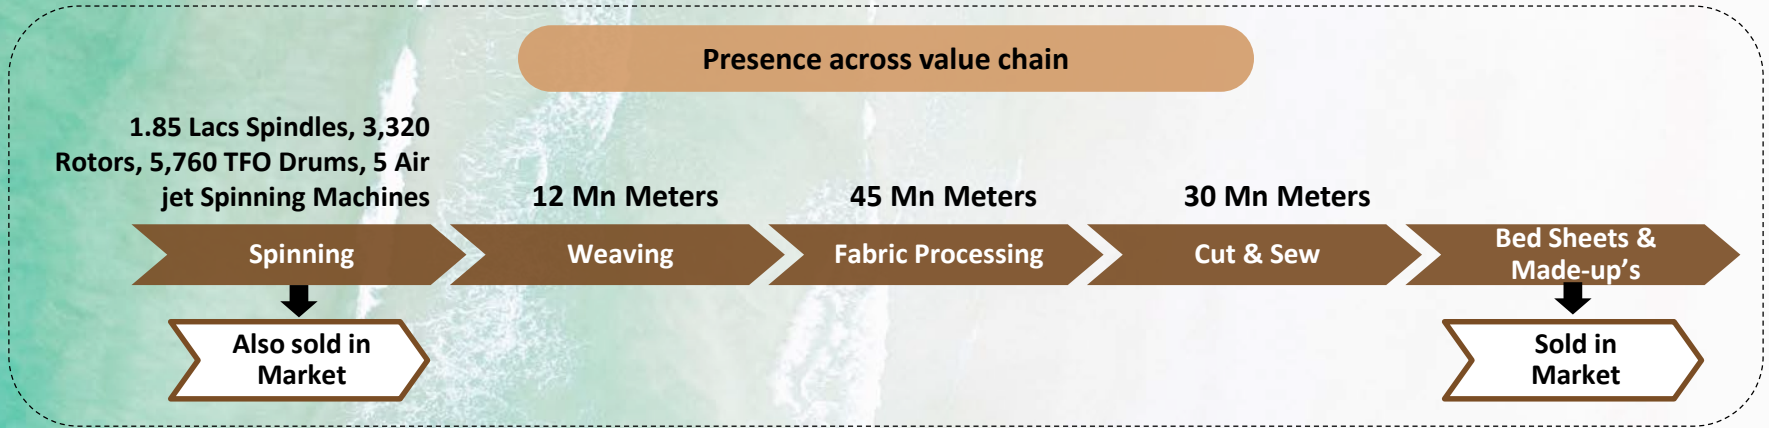 Presence across value chain
1.85 Lacs Spindles, 3,320
Rotors, 5,760 TFO Drums, 5 Air
jet Spinning Machines
12 Mn Meters
45 Mn Meters
30 Mn Meters
Spinning
Weaving
Fabric Processing
Cut & Sew
Bed Sheets &
Made-up’s
Also sold in
Market
Sold in
Market